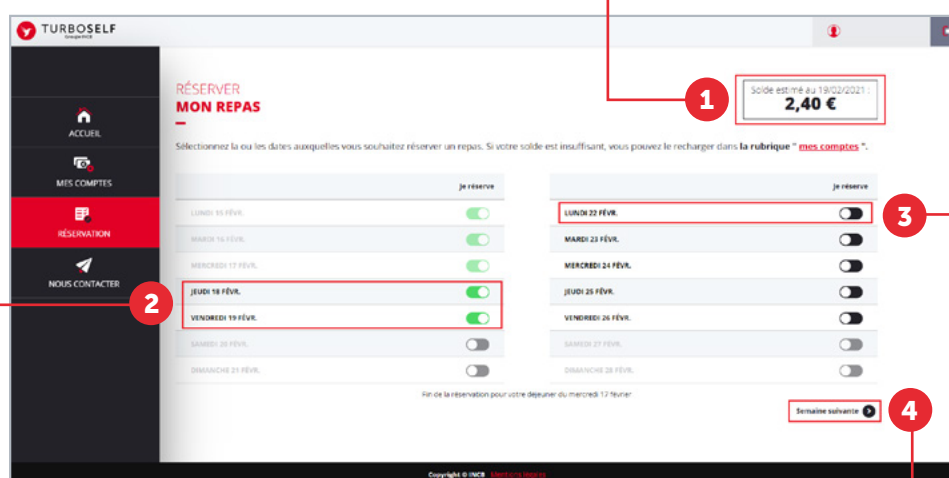 TURBOSELF
Groupe INCB
RÉSERVER
MON REPAS
1
Solde estimé au 19/02/2021 :
2,40 €
ACCUEIL
Sélectionnez la ou les dates auxquelles vous souhaitez réserver un repas. Si votre solde est insuffisant, vous pouvez le recharger dans la rubrique " mes comptes ".
MES COMPTES
RÉSERVATION
NOUS CONTACTER
Je réserve
LUNDI 15 FÉVR.
MARDI 16 FÉVR.
MERCREDI 17 FÉVR.
2
JEUDI 18 FÉVR.
VENDREDI 19 FÉVR.
SAMEDI 20 FÉVR.
DIMANCHE 21 FÉVR.
Je réserve
LUNDI 22 FÉVR.
3
MARDI 23 FÉVR.
MERCREDI 24 FÉVR.
JEUDI 25 FÉVR.
VENDREDI 26 FÉVR.
SAMEDI 27 FÉVR.
DIMANCHE 28 FÉVR.
Fin de la réservation pour votre déjeuner du mercredi 17 février
Semaine suivante
4
Copyright © INCB Mentions légales